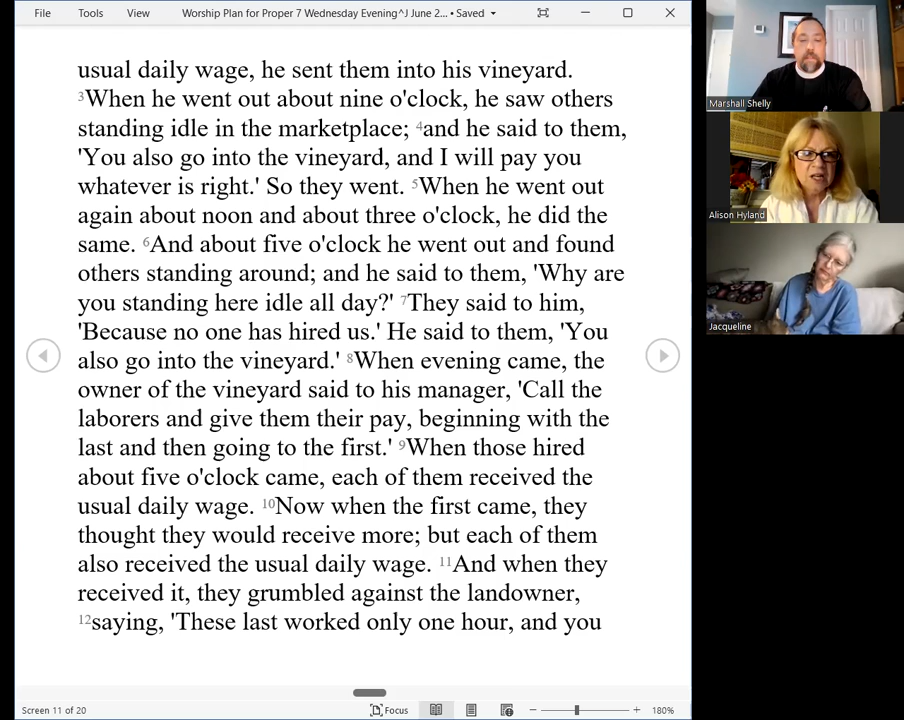 File Tools View Worship Plan for Proper 7 Wednesday Evening^J June 2... • Saved
usual daily wage, he sent them into his vineyard.
3When he went out about nine o'clock, he saw others
standing idle in the marketplace; 4and he said to them,
'You also go into the vineyard, and I will pay you
whatever is right.' So they went. 5When he went out
again about noon and about three o'clock, he did the
same. 6And about five o'clock he went out and found
others standing around; and he said to them, 'Why are
you standing here idle all day?' 7They said to him,
'Because no one has hired us.' He said to them, 'You
also go into the vineyard.' 8When evening came, the
owner of the vineyard said to his manager, 'Call the
laborers and give them their pay, beginning with the
last and then going to the first.' 9When those hired
about five o'clock came, each of them received the
usual daily wage. 10Now when the first came, they
thought they would receive more; but each of them
also received the usual daily wage. 11And when they
received it, they grumbled against the landowner,
12saying, 'These last worked only one hour, and you
Screen 11 of 20 Focus 180%
Marshall Shelly
Alison Hyland
Jacqueline